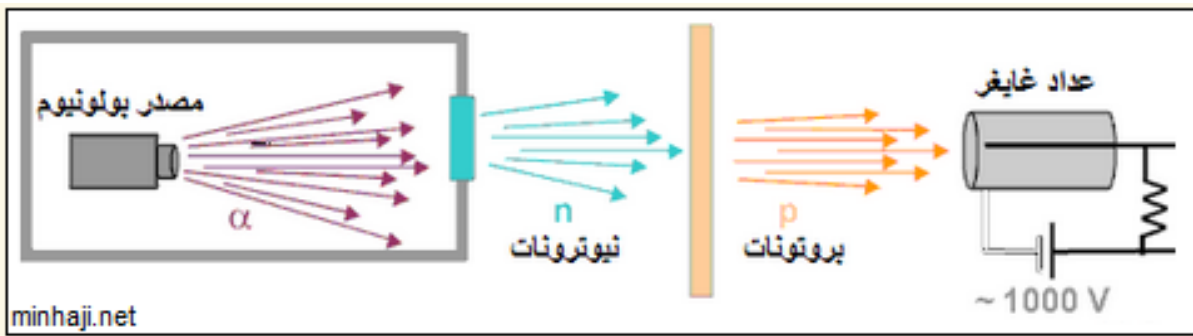 مصدر بولونيوم
α
n
نيوترونات
p
بروتونات
عداد غايغر
~ 1000 V
minhaji.net